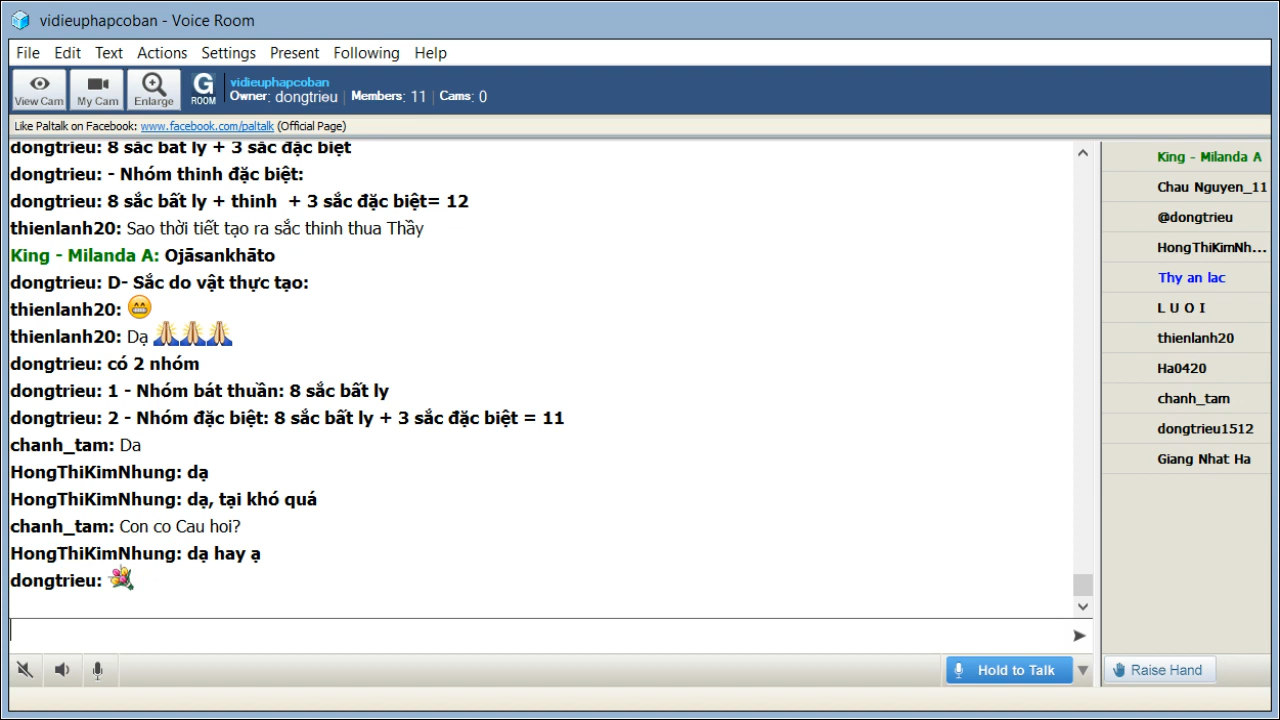 vidieuphapcoban - Voice Room
File Edit Text Actions Settings Present Following Help
View Cam
My Cam
Enlarge
G ROOM
vidieuphapcoban
Owner: dongtrieu | Members: 11 | Cams: 0
Like Paltalk on Facebook: www.facebook.com/paltalk (Official Page)
dongtrieu: 8 sắc bất ly + 3 sắc đặc biệt
dongtrieu: - Nhóm thinh đặc biệt:
dongtrieu: 8 sắc bất ly + thinh + 3 sắc đặc biệt= 12
thienlanh20: Sao thời tiết tạo ra sắc thinh thua Thầy
King - Milanda A: Ojāsankhāto
dongtrieu: D- Sắc do vật thực tạo:
thienlanh20: 😁
thienlanh20: Dạ 🙏🙏🙏
dongtrieu: có 2 nhóm
dongtrieu: 1 - Nhóm bát thuần: 8 sắc bất ly
dongtrieu: 2 - Nhóm đặc biệt: 8 sắc bất ly + 3 sắc đặc biệt = 11
chanh_tam: Da
HongThiKimNhung: dạ
HongThiKimNhung: dạ, tại khó quá
chanh_tam: Con co Cau hoi?
HongThiKimNhung: dạ hay ạ
dongtrieu: 💐
King - Milanda A
Chau Nguyen_11
@dongtrieu
HongThiKimNh...
Thy an lac
L U O I
thienlanh20
Ha0420
chanh_tam
dongtrieu1512
Giang Nhat Ha
Hold to Talk
Raise Hand